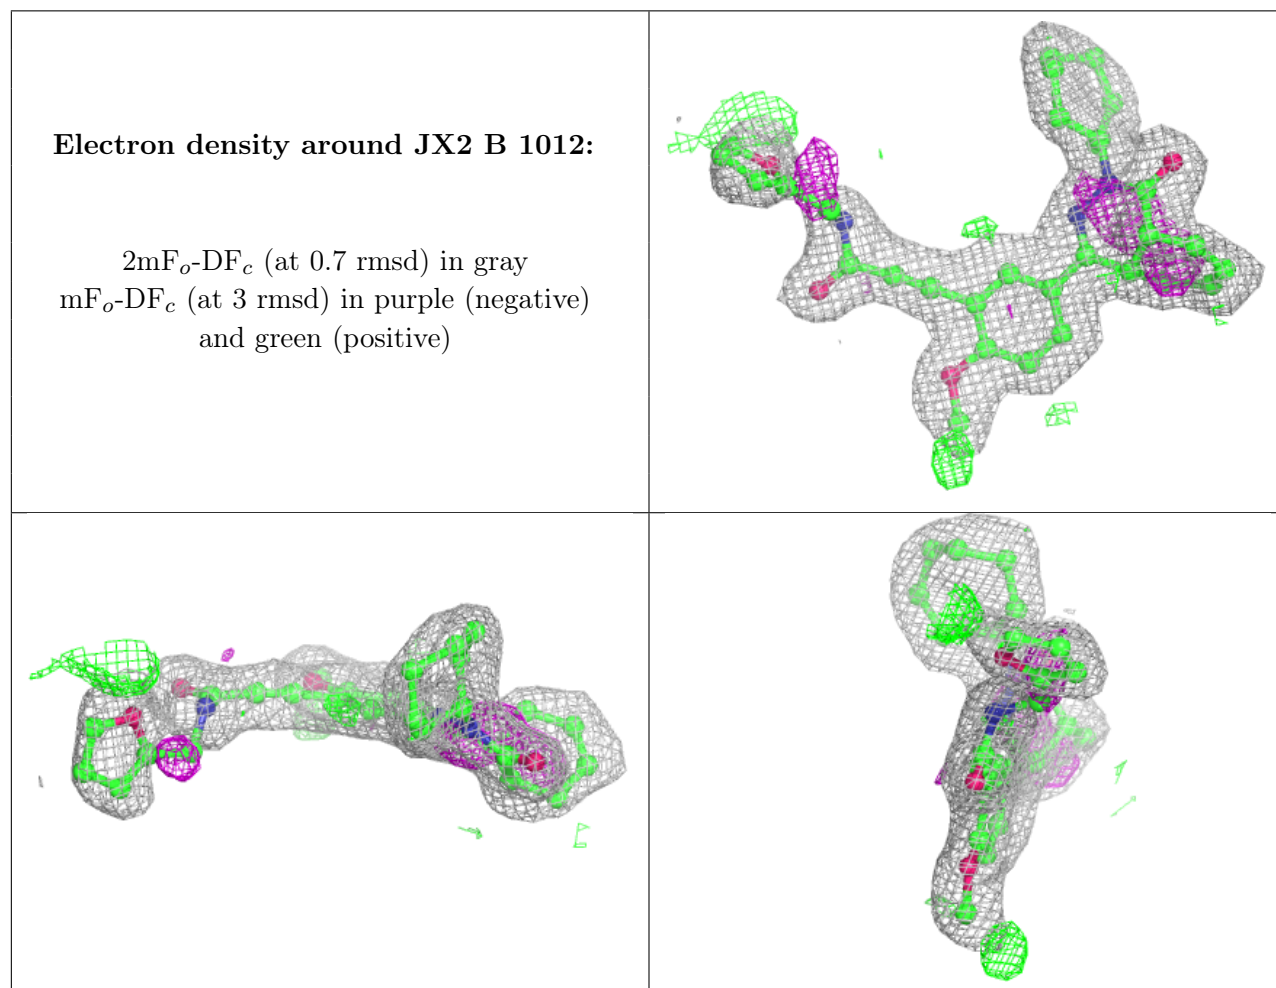 Electron density around JX2 B 1012:
2mFo-DFc (at 0.7 rmsd) in gray
mFo-DFc (at 3 rmsd) in purple (negative)
and green (positive)